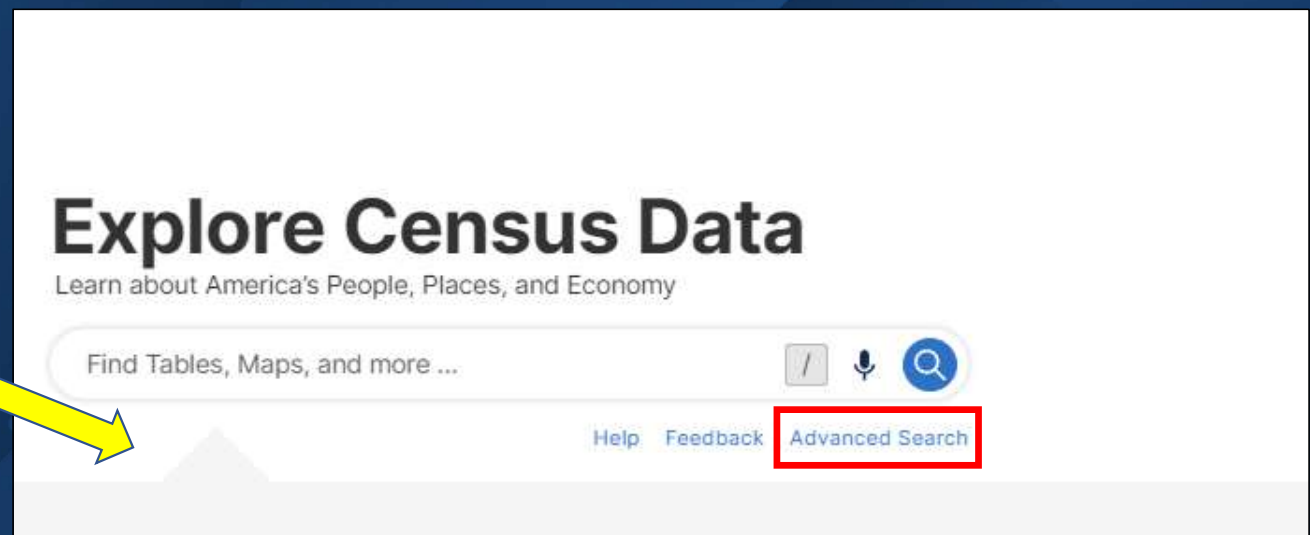 Explore Census Data
Learn about America's People, Places, and Economy
Find Tables, Maps, and more ... /
Help Feedback Advanced Search